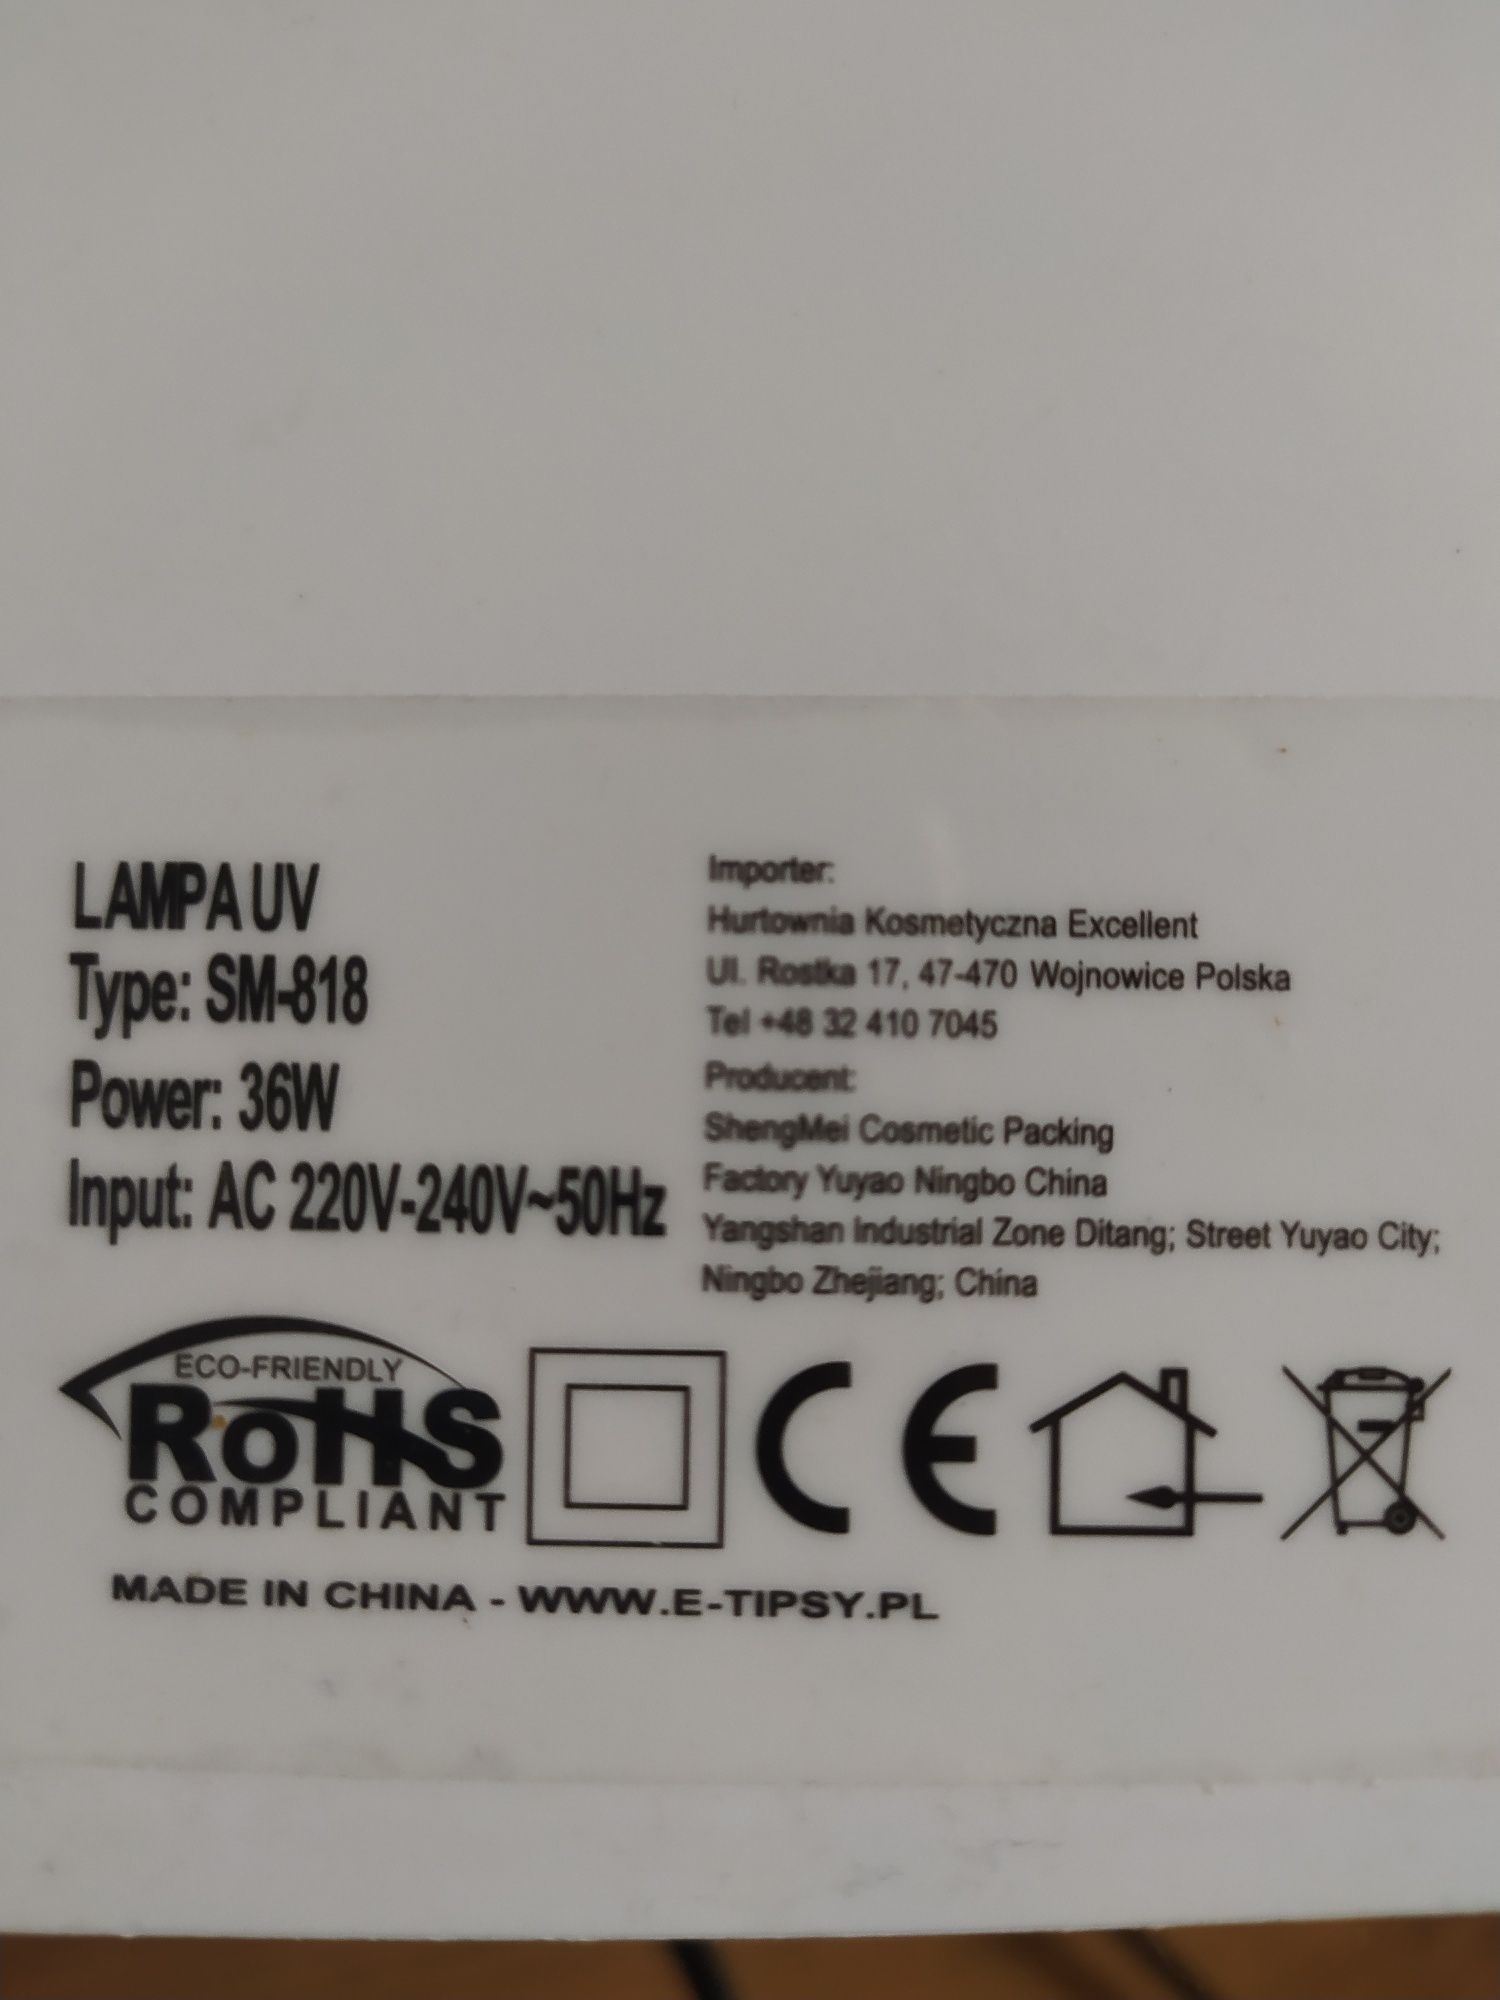 LAMPA UV
Type: SM-818
Power: 36W
Input: AC 220V-240V~50Hz
Importer:
Hurtownia Kosmetyczna Excellent
Ul. Rostka 17, 47-470 Wojnowice Polska
Tel +48 32 410 7045
Producent:
ShengMei Cosmetic Packing
Factory Yuyao Ningbo China
Yangshan Industrial Zone Ditang; Street Yuyao City;
Ningbo Zhejiang; China
ECO-FRIENDLY
RoHS
COMPLIANT
CE
MADE IN CHINA - WWW.E-TIPSY.PL